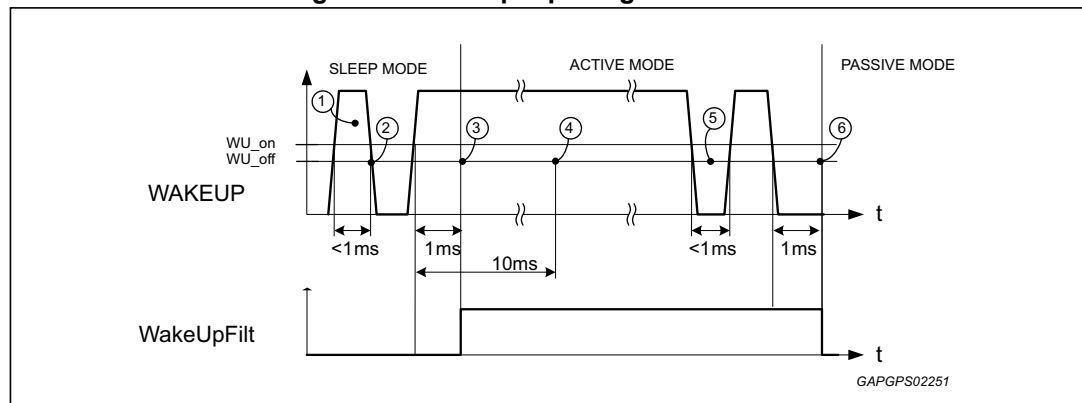 SLEEP MODE
ACTIVE MODE
PASSIVE MODE
1
2
3
4
5
6
WU_on
WU_off
WAKEUP
t
<1ms
1ms
<1ms
1ms
10ms
WakeUpFilt
t
GAPGPS02251